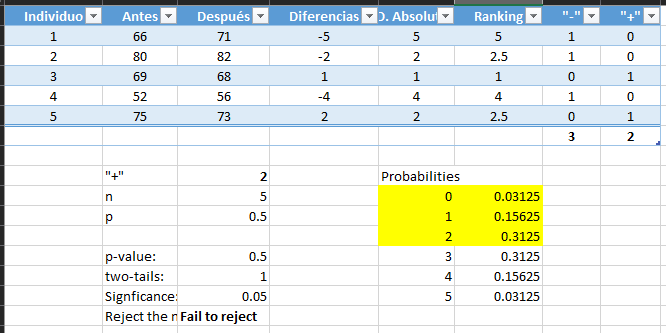 Individuo Antes Después Diferencias D. Absolut Ranking "-" "+"
1 66 71 -5 5 5 1 0
2 80 82 -2 2 2.5 1 0
3 69 68 1 1 1 0 1
4 52 56 -4 4 4 1 0
5 75 73 2 2 2.5 0 1
3 2
"+" 2 Probabilities
n 5 0 0.03125
p 0.5 1 0.15625
2 0.3125
p-value: 0.5 3 0.3125
two-tails: 1 4 0.15625
Signficance: 0.05 5 0.03125
Reject the n Fail to reject